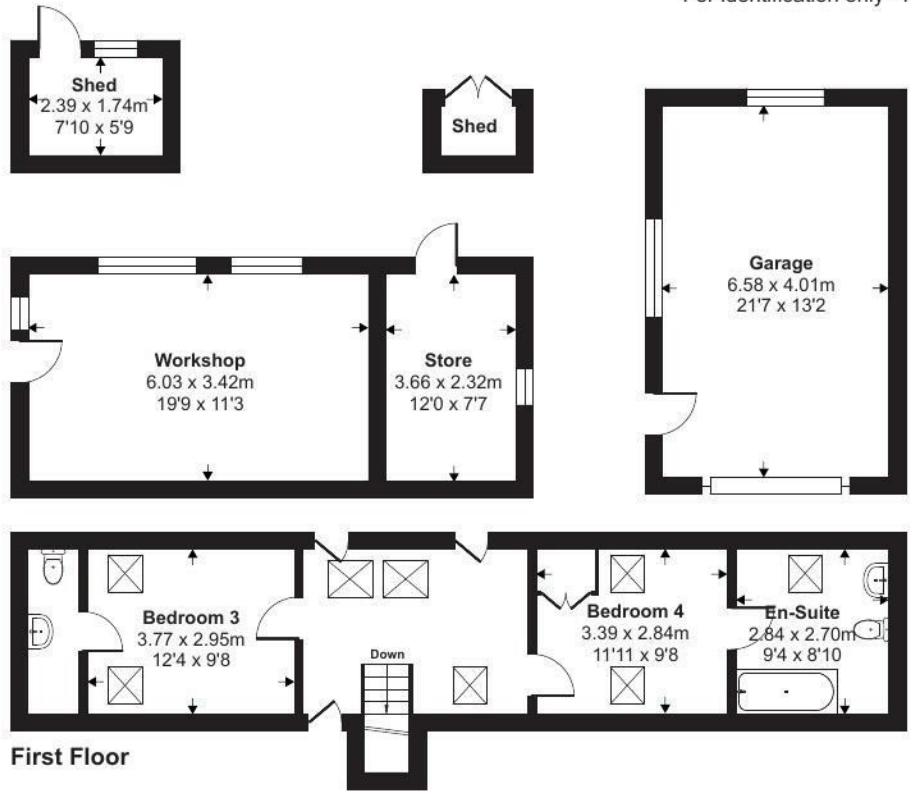 For identification only -
Shed
2.39 x 1.74m
7'10 x 5'9
Shed
Garage
6.58 x 4.01m
21'7 x 13'2
Workshop
6.03 x 3.42m
19'9 x 11'3
Store
3.66 x 2.32m
12'0 x 7'7
Bedroom 3
3.77 x 2.95m
12'4 x 9'8
Down
Bedroom 4
3.39 x 2.84m
11'11 x 9'8
En-Suite
2.84 x 2.70m
9'4 x 8'10
First Floor